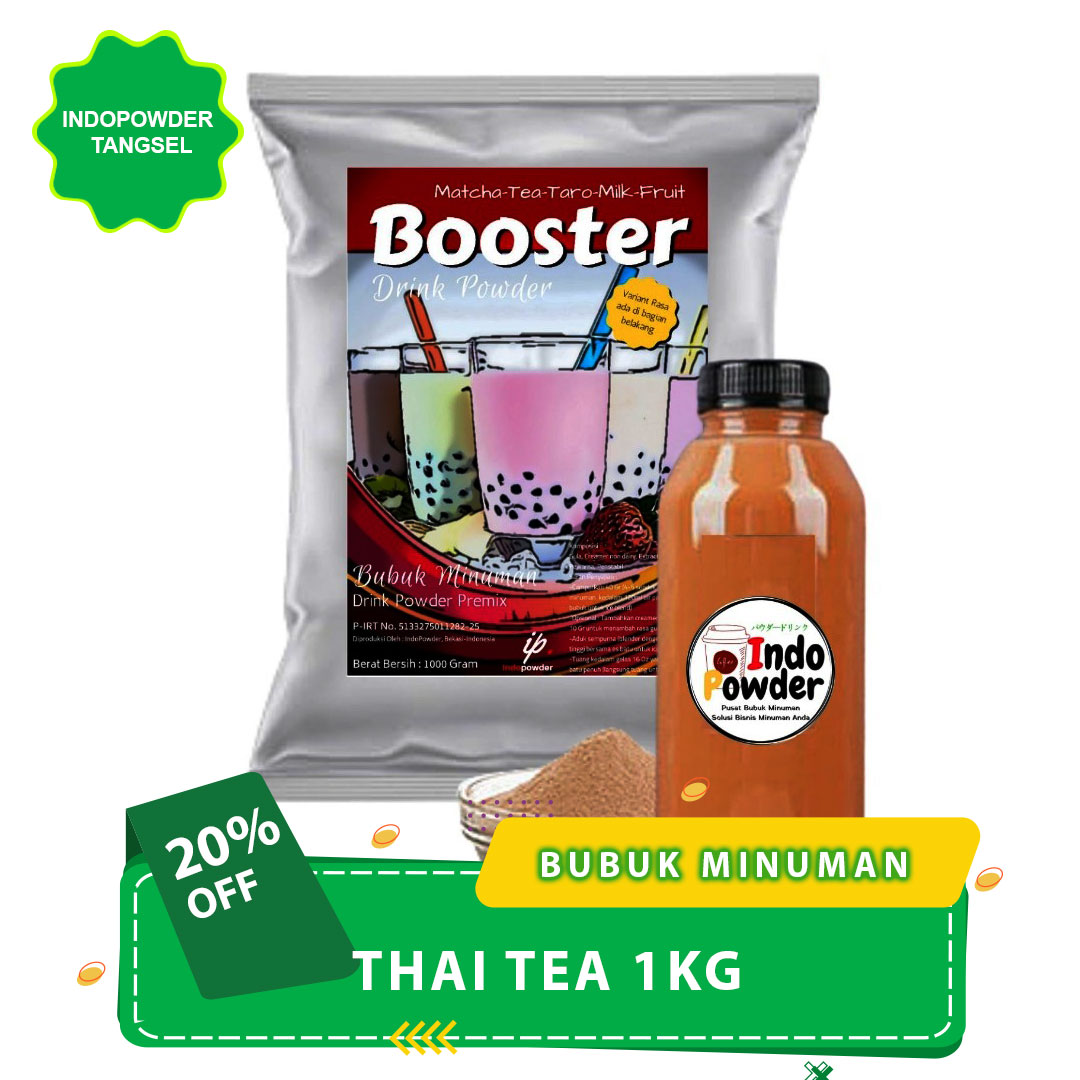 INDOPOWDER
TANGSEL
Matcha-Tea-Taro-Milk-Fruit
Booster
Drink Powder
Variant Rasa
ada di bagian
belakang
Bubuk Minuman
Drink Powder Premix
P-IRT No. 5133275011282-25
Diproduksi Oleh : IndoPowder, Bekasi-Indonesia
Berat Bersih : 1000 Gram
ip
indopowder
パウダードリンク
Indo
Powder
Pusat Bubuk Minuman
Solusi Bisnis Minuman Anda
20%
OFF
BUBUK MINUMAN
THAI TEA 1KG